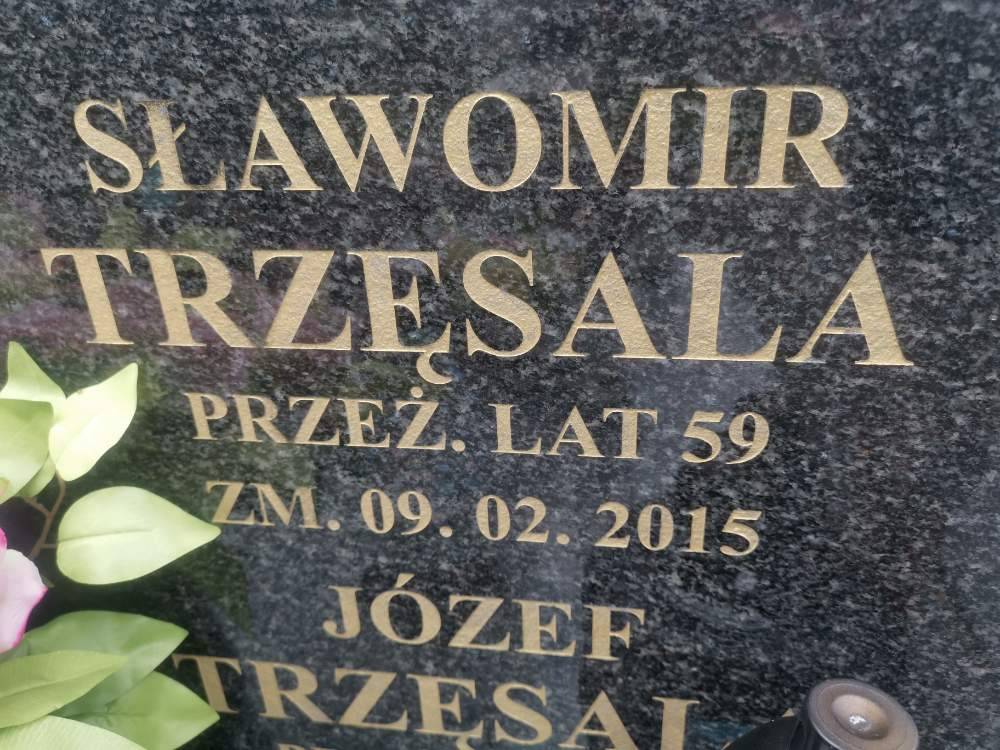 SŁAWOMIR
TRZĘSALA
PRZEŻ. LAT 59
ZM. 09. 02. 2015
JÓZEF